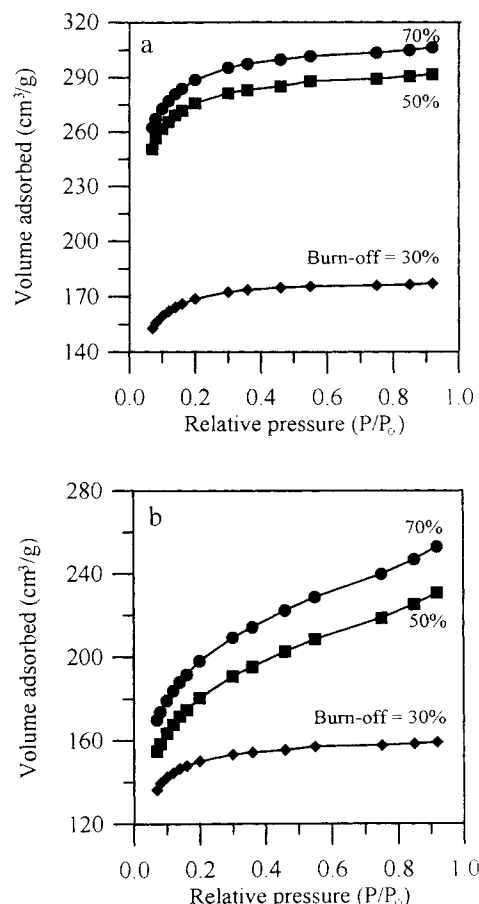 320
a
70%
290
50%
260
230
200
Burn-off = 30%
170
140
Volume adsorbed (cm³/g)
0.0 0.2 0.4 0.6 0.8 1.0
Relative pressure (P/P₀)
280
b
70%
240
50%
200
Burn-off = 30%
160
120
Volume adsorbed (cm³/g)
0.0 0.2 0.4 0.6 0.8 1.0
Relative pressure (P/P₀)